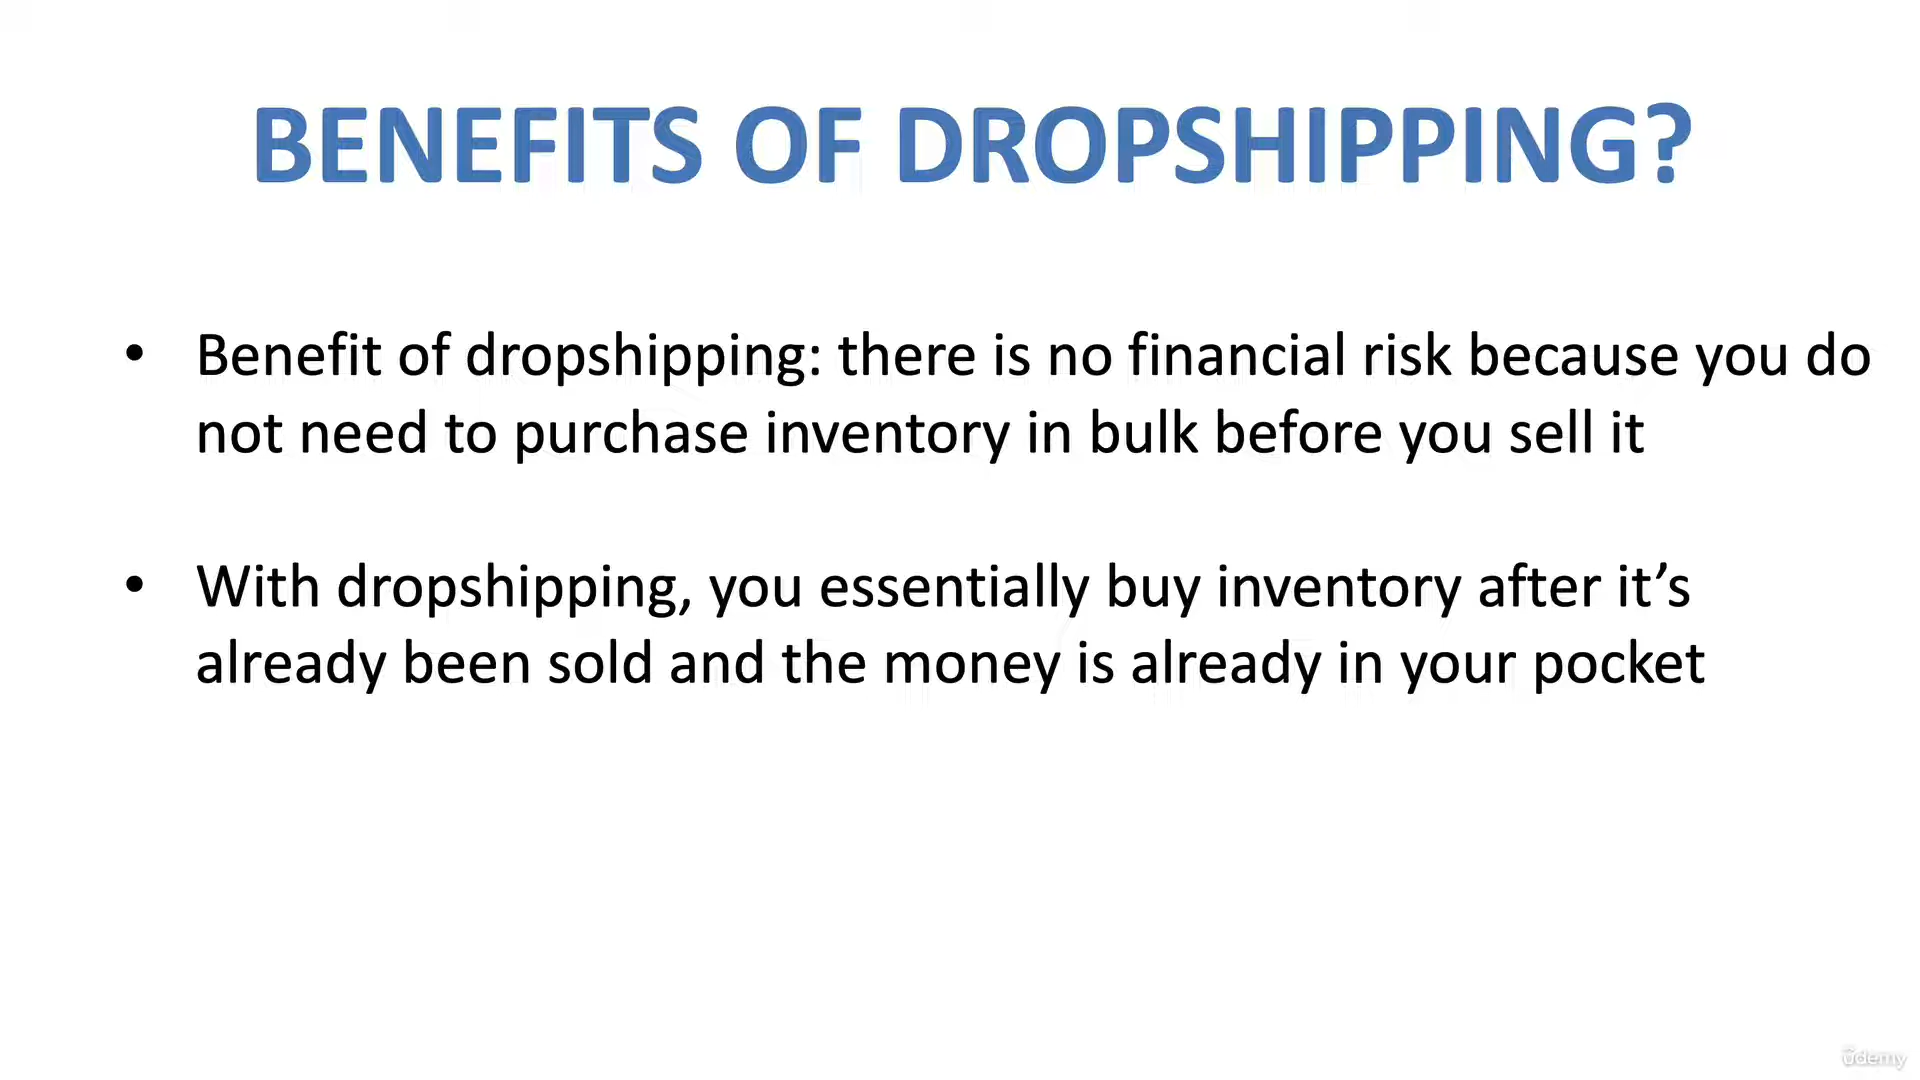 BENEFITS OF DROPSHIPPING?
• Benefit of dropshipping: there is no financial risk because you do
not need to purchase inventory in bulk before you sell it
• With dropshipping, you essentially buy inventory after it’s
already been sold and the money is already in your pocket
udemy